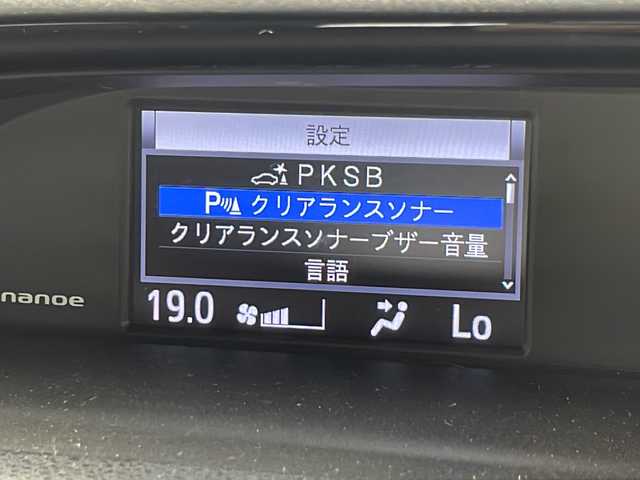 設定
PKSB
P クリアランスソナー
クリアランスソナーブザー音量
言語
nanoe
19.0 Lo